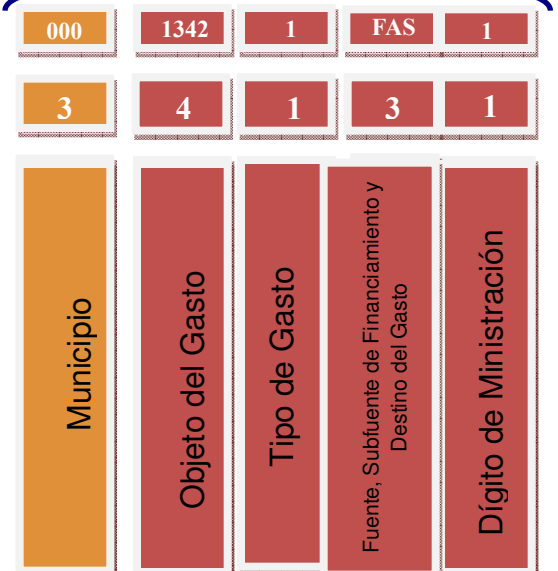 000 1342 1 FAS 1
3 4 1 3 1
Municipio
Objeto del Gasto
Tipo de Gasto
Fuente, Subfuente de Financiamiento y
Destino del Gasto
Dígito de Ministración